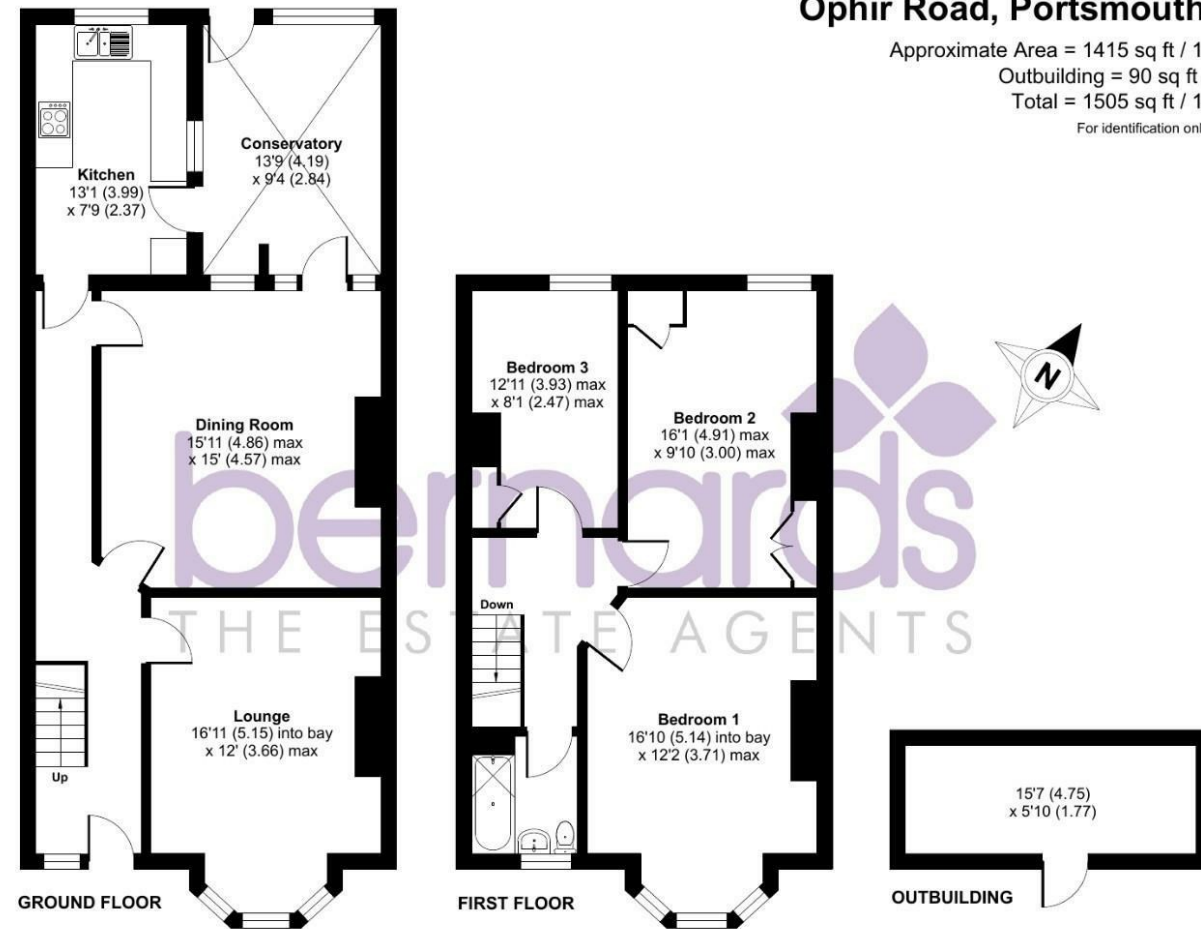 Ophir Road, Portsmouth
Approximate Area = 1415 sq ft / 1
Outbuilding = 90 sq ft
Total = 1505 sq ft / 1
For identification onl
Conservatory
13'9 (4.19)
x 9'4 (2.84)
Kitchen
13'1 (3.99)
x 7'9 (2.37)
Dining Room
15'11 (4.86) max
x 15' (4.57) max
Lounge
16'11 (5.15) into bay
x 12' (3.66) max
Up
GROUND FLOOR
Bedroom 3
12'11 (3.93) max
x 8'1 (2.47) max
Bedroom 2
16'1 (4.91) max
x 9'10 (3.00) max
Down
Bedroom 1
16'10 (5.14) into bay
x 12'2 (3.71) max
FIRST FLOOR
N
15'7 (4.75)
x 5'10 (1.77)
OUTBUILDING
bernards
THE ESTATE AGENTS